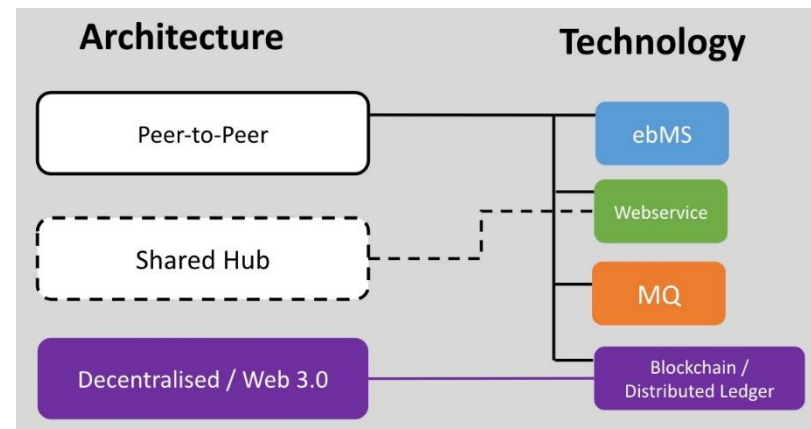 Architecture
Technology
Peer-to-Peer
ebMS
Webservice
Shared Hub
MQ
Decentralised / Web 3.0
Blockchain /
Distributed Ledger